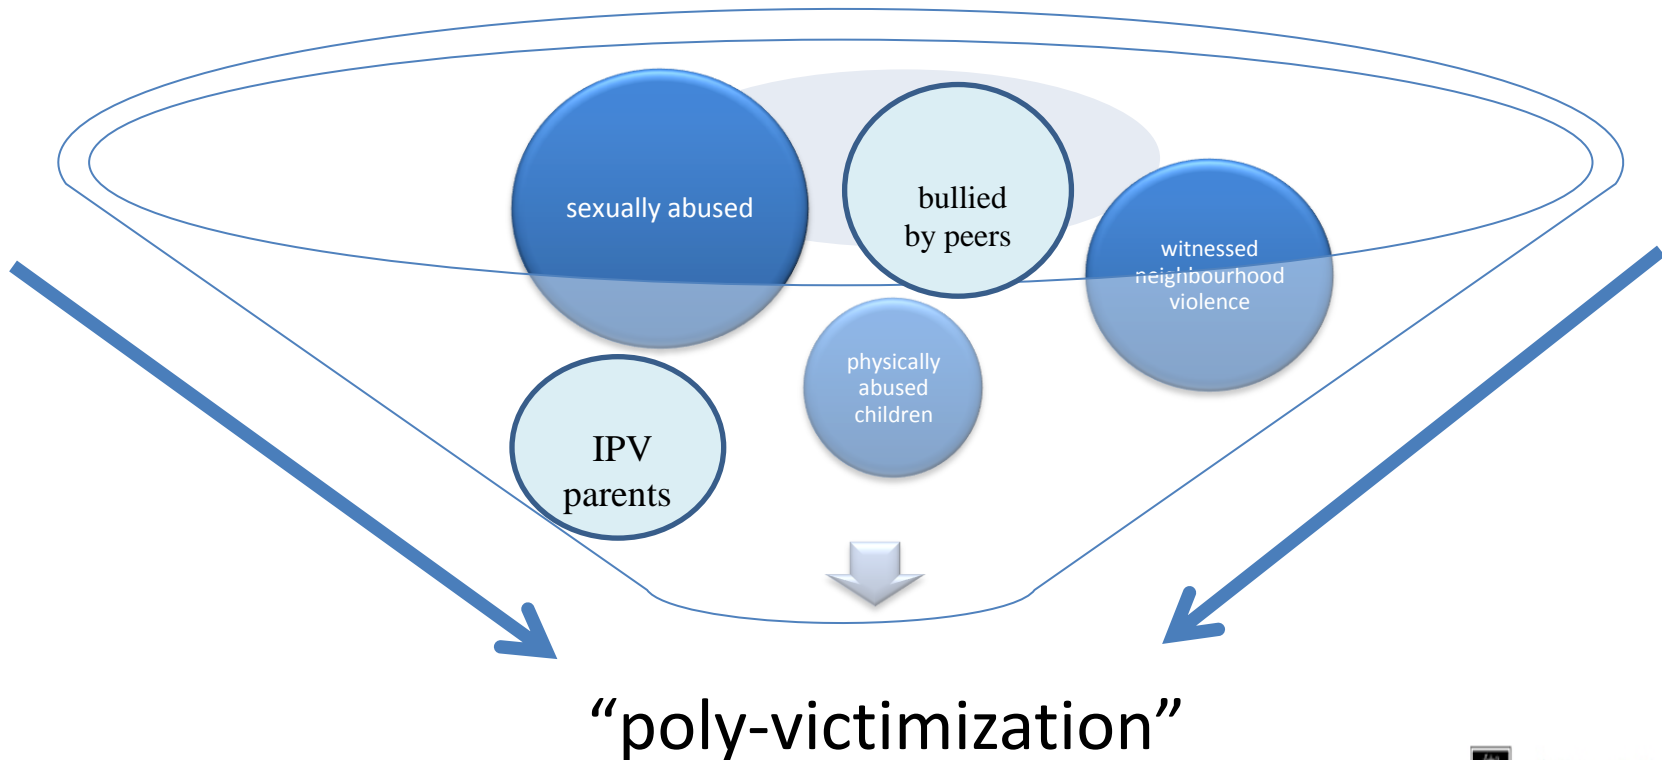 sexually abused
bullied
by peers
witnessed
neighbourhood
violence
physically
abused
children
IPV
parents
“poly-victimization”